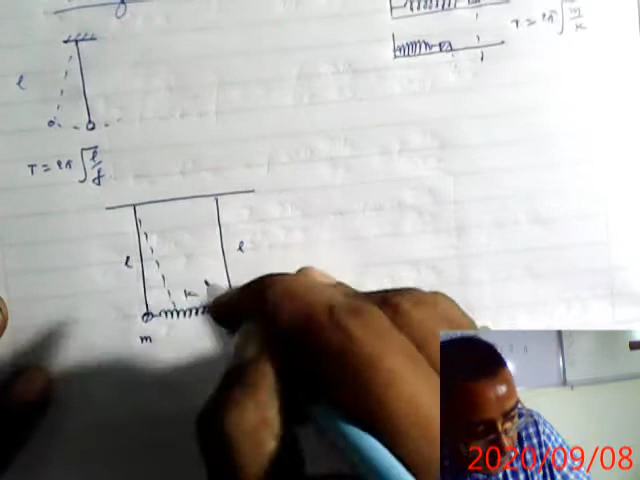 T = 2π√m/k
l
T = 2π√l/g
l
l
K
m
2020/09/08